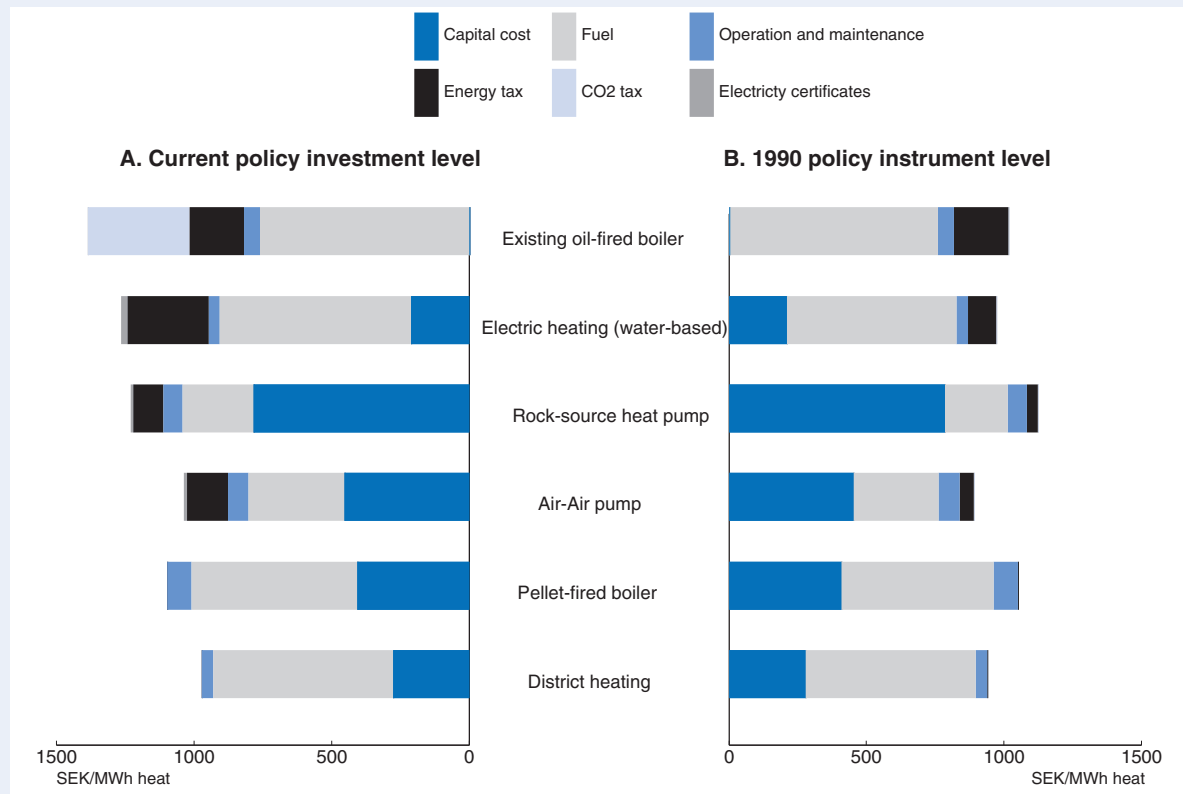 Capital cost
Fuel
Operation and maintenance
Energy tax
CO2 tax
Electricty certificates
A. Current policy investment level
B. 1990 policy instrument level
Existing oil-fired boiler
Electric heating (water-based)
Rock-source heat pump
Air-Air pump
Pellet-fired boiler
District heating
1500 1000 500 0
SEK/MWh heat
0 500 1000 1500
SEK/MWh heat